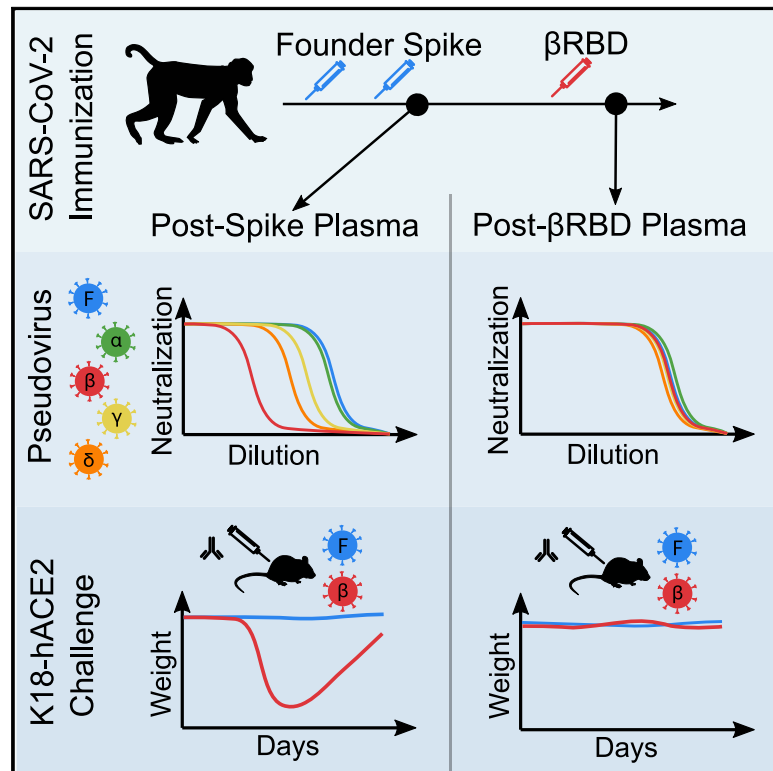 SARS-CoV-2
Immunization
Founder Spike
βRBD
Post-Spike Plasma
Post-βRBD Plasma
Pseudovirus
F
α
β
γ
δ
Neutralization
Dilution
Neutralization
Dilution
K18-hACE2
Challenge
F
β
Weight
Days
F
β
Weight
Days